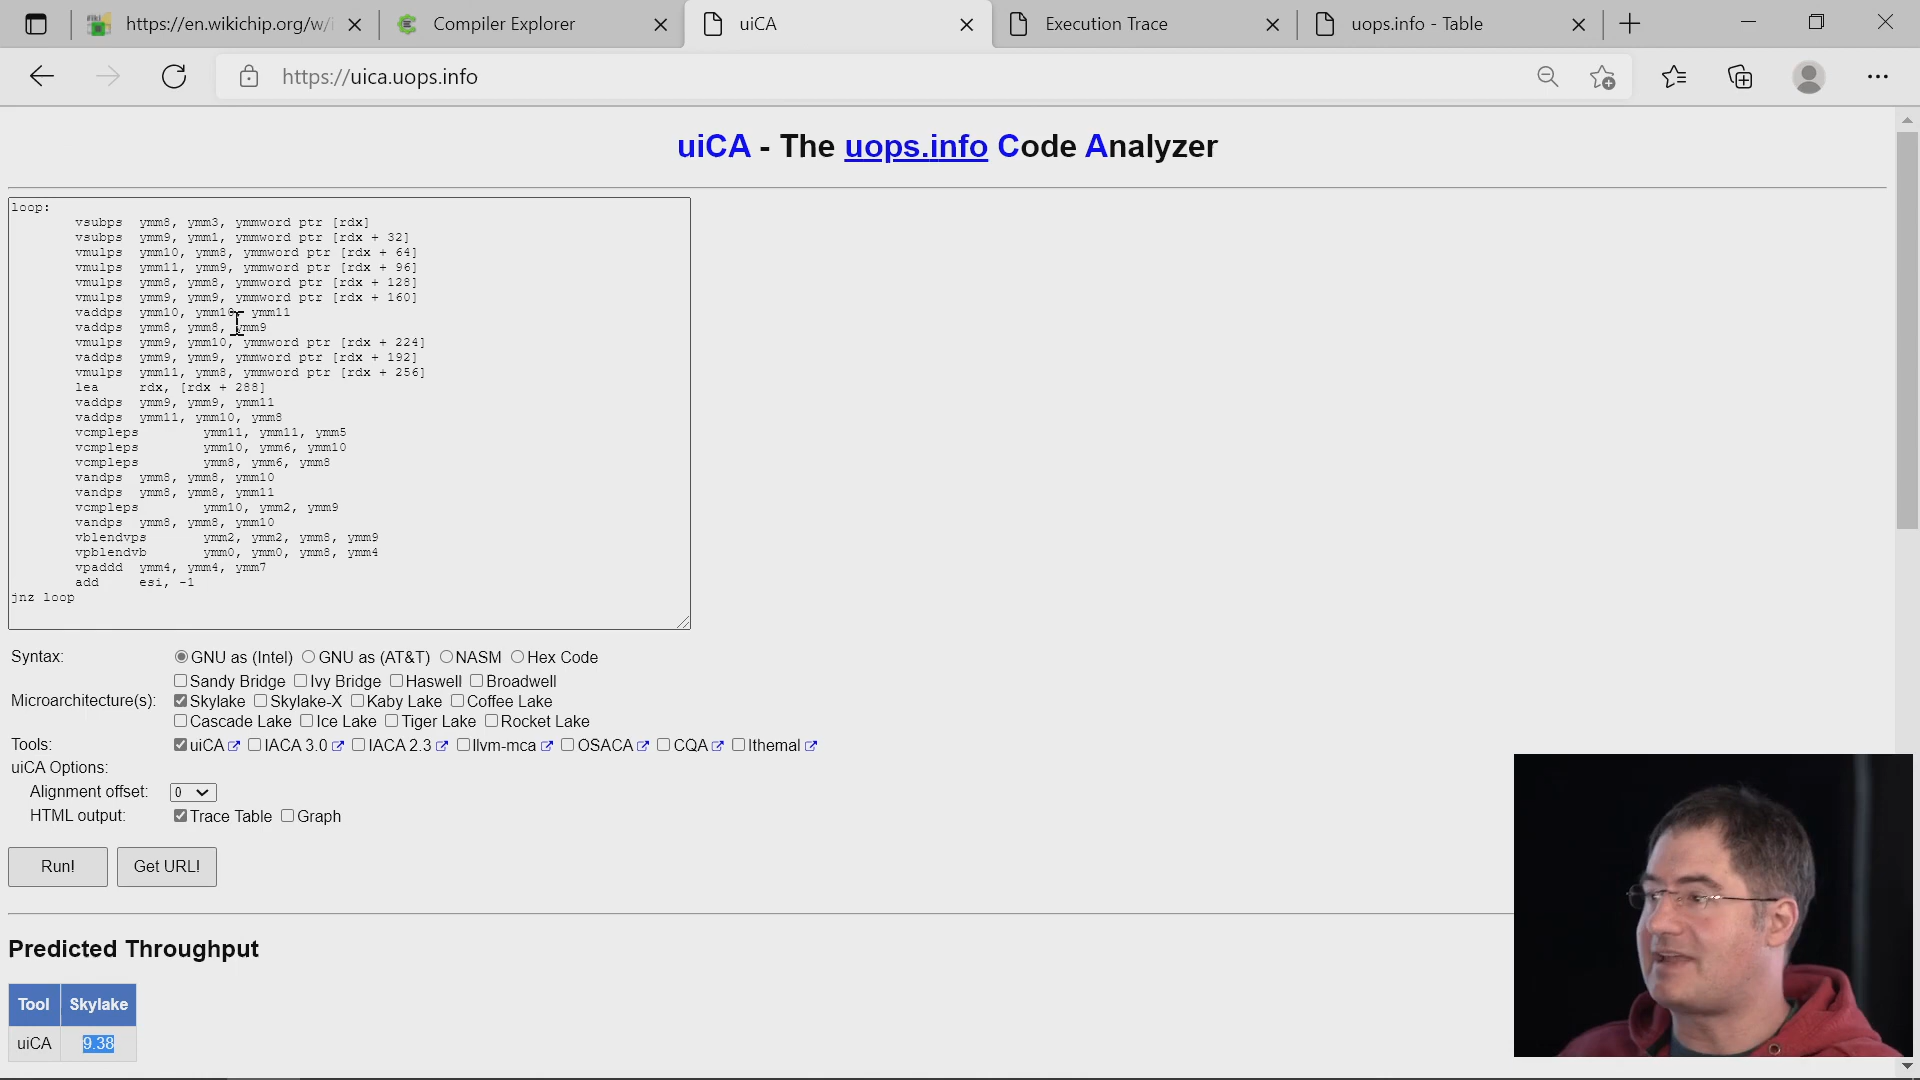 https://en.wikichip.org/w/i
Compiler Explorer
uiCA
Execution Trace
uops.info - Table
https://uica.uops.info
uiCA - The uops.info Code Analyzer
loop:
vsubps ymm8, ymm3, ymmword ptr [rdx]
vsubps ymm9, ymm1, ymmword ptr [rdx + 32]
vmulps ymm10, ymm8, ymmword ptr [rdx + 64]
vmulps ymm11, ymm9, ymmword ptr [rdx + 96]
vmulps ymm8, ymm8, ymmword ptr [rdx + 128]
vmulps ymm9, ymm9, ymmword ptr [rdx + 160]
vaddps ymm10, ymm10, ymm11
vaddps ymm8, ymm8, ymm9
vmulps ymm9, ymm10, ymmword ptr [rdx + 224]
vaddps ymm9, ymm9, ymmword ptr [rdx + 192]
vmulps ymm11, ymm8, ymmword ptr [rdx + 256]
lea rdx, [rdx + 288]
vaddps ymm9, ymm9, ymm11
vaddps ymm11, ymm10, ymm8
vcmpleps ymm11, ymm11, ymm5
vcmpleps ymm10, ymm6, ymm10
vcmpleps ymm8, ymm6, ymm8
vandps ymm8, ymm8, ymm10
vandps ymm8, ymm8, ymm11
vcmpleps ymm10, ymm2, ymm9
vandps ymm8, ymm8, ymm10
vblendvps ymm2, ymm2, ymm8, ymm9
vpblendvb ymm0, ymm0, ymm8, ymm4
vpaddd ymm4, ymm4, ymm7
add esi, -1
jnz loop
Syntax: GNU as (Intel) GNU as (AT&T) NASM Hex Code
Sandy Bridge Ivy Bridge Haswell Broadwell
Microarchitecture(s): Skylake Skylake-X Kaby Lake Coffee Lake
Cascade Lake Ice Lake Tiger Lake Rocket Lake
Tools: uiCA IACA 3.0 IACA 2.3 llvm-mca OSACA CQA Ithemal
uiCA Options:
Alignment offset: 0
HTML output: Trace Table Graph
Run! Get URL!
Predicted Throughput
Tool Skylake
uiCA 9.38